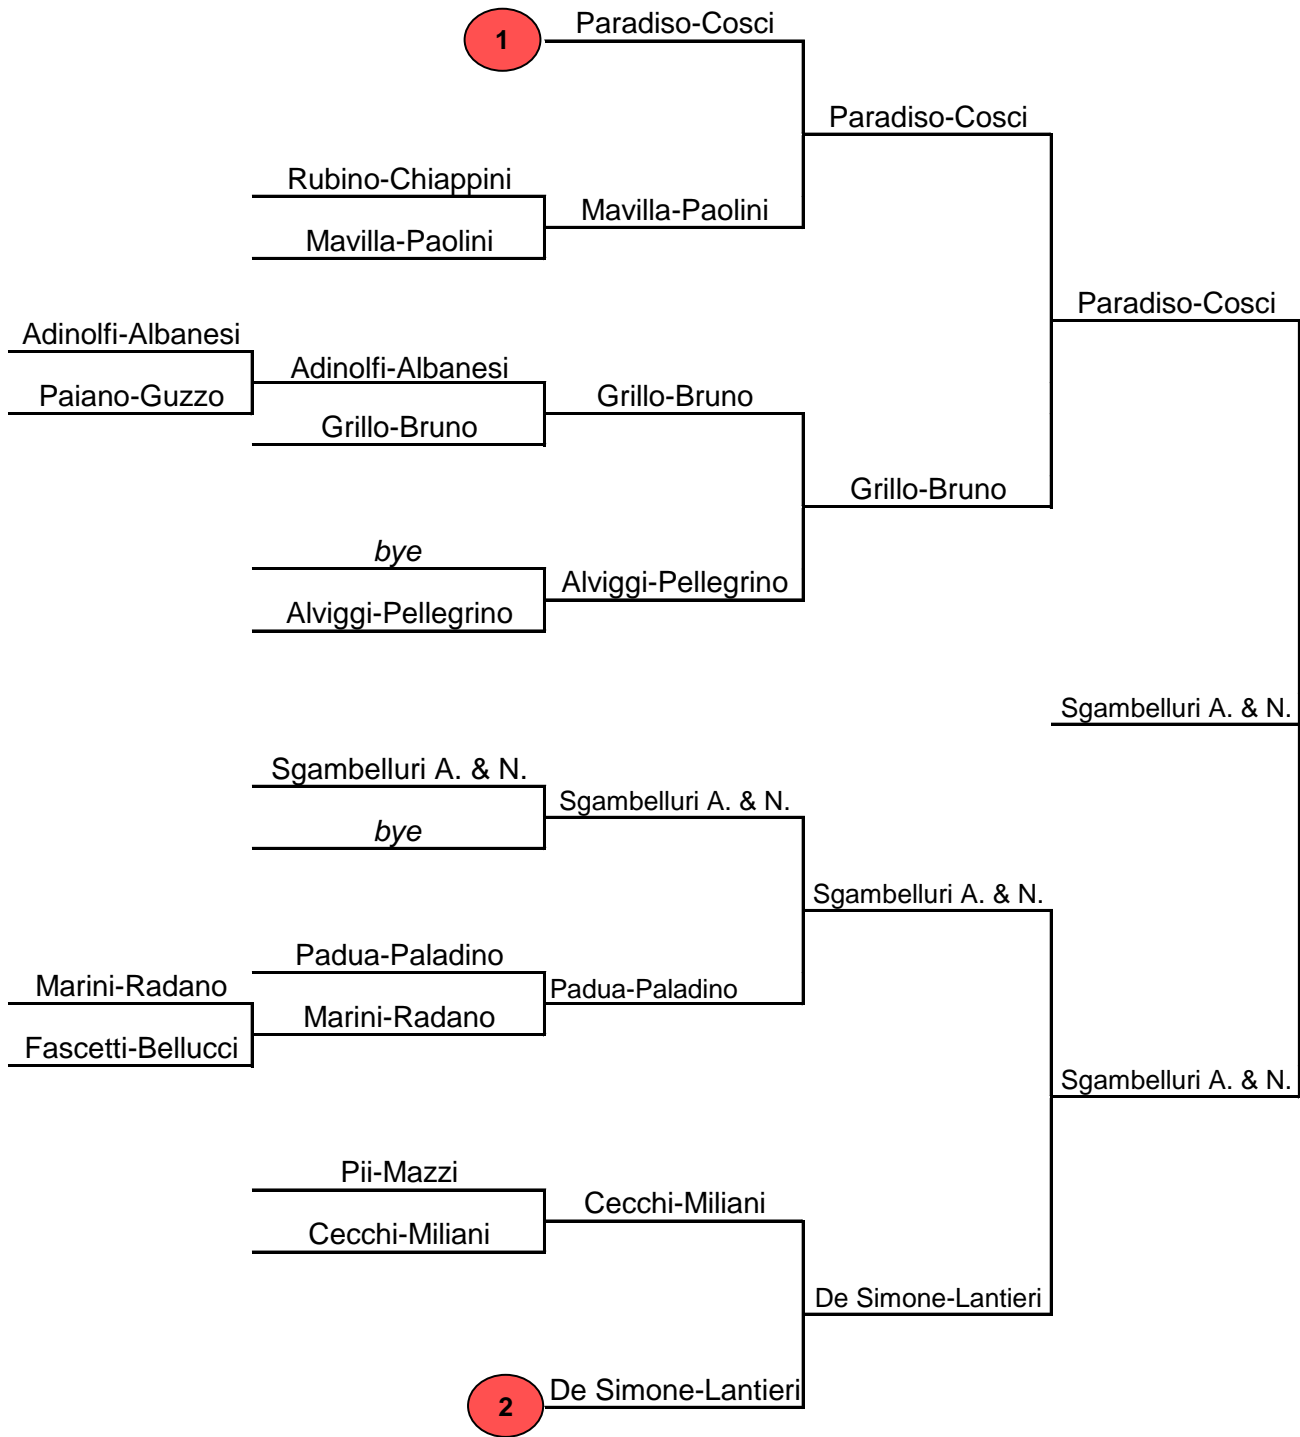 Paradiso-Cosci
1
Paradiso-Cosci
Rubino-Chiappini
Mavilla-Paolini
Mavilla-Paolini
Paradiso-Cosci
Adinolfi-Albanesi
Adinolfi-Albanesi
Paiano-Guzzo
Grillo-Bruno
Grillo-Bruno
Grillo-Bruno
bye
Alviggi-Pellegrino
Alviggi-Pellegrino
Sgambelluri A. & N.
Sgambelluri A. & N.
Sgambelluri A. & N.
bye
Sgambelluri A. & N.
Padua-Paladino
Marini-Radano
Padua-Paladino
Marini-Radano
Fascetti-Bellucci
Sgambelluri A. & N.
Pii-Mazzi
Cecchi-Miliani
Cecchi-Miliani
De Simone-Lantieri
De Simone-Lantieri
2